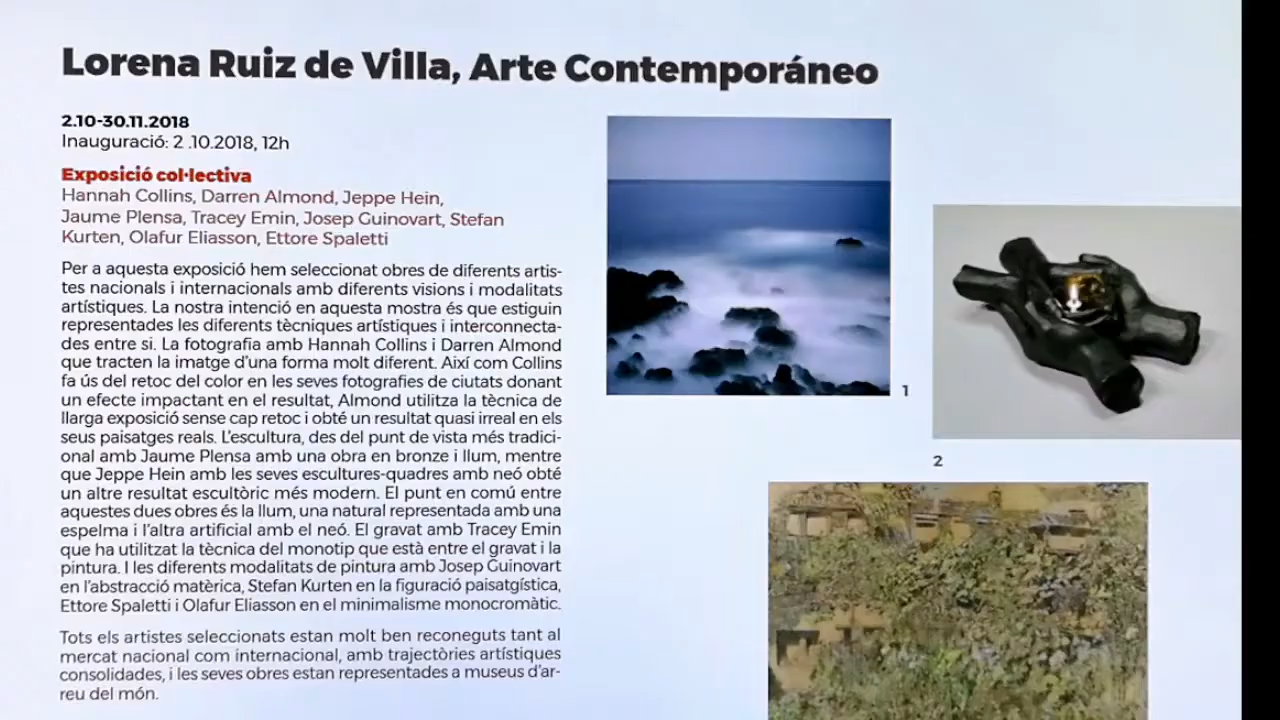 Lorena Ruiz de Villa, Arte Contemporáneo
2.10-30.11.2018
Inauguració: 2 .10.2018, 12h
Exposició col·lectiva
Hannah Collins, Darren Almond, Jeppe Hein,
Jaume Plensa, Tracey Emin, Josep Guinovart, Stefan
Kurten, Olafur Eliasson, Ettore Spaletti
Per a aquesta exposició hem seleccionat obres de diferents artis-
tes nacionals i internacionals amb diferents visions i modalitats
artístiques. La nostra intenció en aquesta mostra és que estiguin
representades les diferents tècniques artístiques i interconnecta-
des entre si. La fotografia amb Hannah Collins i Darren Almond
que tracten la imatge d'una forma molt diferent. Així com Collins
fa ús del retoc del color en les seves fotografies de ciutats donant
un efecte impactant en el resultat, Almond utilitza la tècnica de
llarga exposició sense cap retoc i obté un resultat quasi irreal en els
seus paisatges reals. L'escultura, des del punt de vista més tradici-
onal amb Jaume Plensa amb una obra en bronze i llum, mentre
que Jeppe Hein amb les seves escultures-quadres amb neó obté
un altre resultat escultòric més modern. El punt en comú entre
aquestes dues obres és la llum, una natural representada amb una
espelma i l'altra artificial amb el neó. El gravat amb Tracey Emin
que ha utilitzat la tècnica del monotip que està entre el gravat i la
pintura. I les diferents modalitats de pintura amb Josep Guinovart
en l'abstracció matèrica, Stefan Kurten en la figuració paisatgística,
Ettore Spaletti i Olafur Eliasson en el minimalisme monocromàtic.
Tots els artistes seleccionats estan molt ben reconeguts tant al
mercat nacional com internacional, amb trajectòries artístiques
consolidades, i les seves obres estan representades a museus d'ar-
reu del món.
1
2